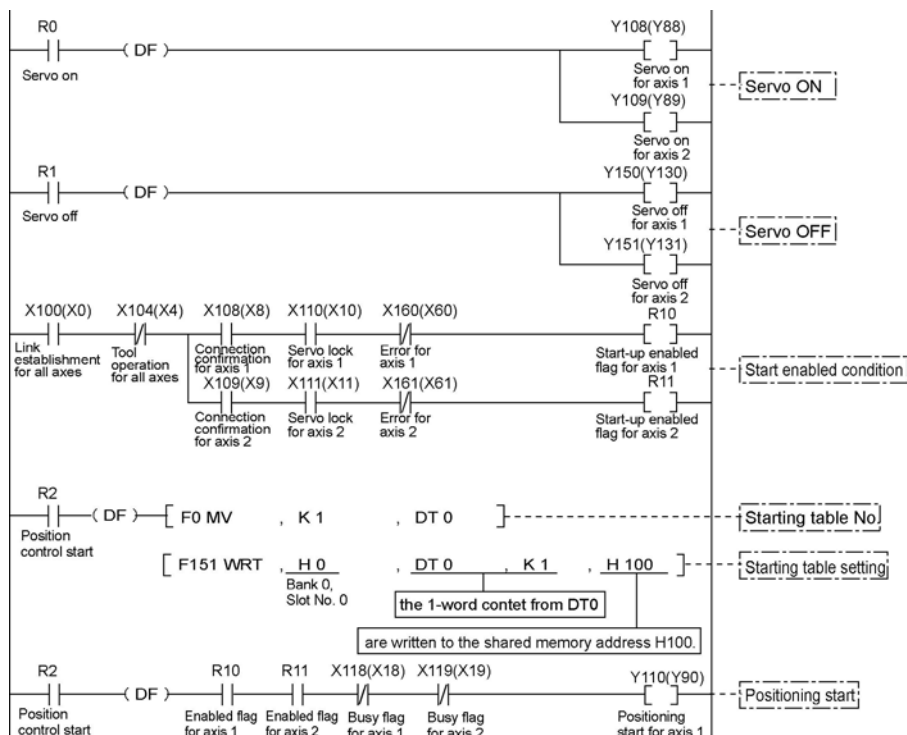 R0
Y108(Y88)
( DF )
Servo on
Servo on
for axis 1
Servo ON
Y109(Y89)
Servo on
for axis 2
R1
Y150(Y130)
( DF )
Servo off
Servo off
for axis 1
Servo OFF
Y151(Y131)
Servo off
for axis 2
X100(X0) X104(X4) X108(X8) X110(X10) X160(X60) R10
Link
establishment
for all axes
Tool
operation
for all axes
Connection
confirmation
for axis 1
Servo lock
for axis 1
Error for
axis 1
Start-up enabled
flag for axis 1
Start enabled condition
X109(X9) X111(X11) X161(X61) R11
Connection
confirmation
for axis 2
Servo lock
for axis 2
Error for
axis 2
Start-up enabled
flag for axis 2
R2
( DF ) [ F0 MV , K 1 , DT 0 ]
Starting table No.
Position
control start
[ F151 WRT , H 0 , DT 0 , K 1 , H 100 ]
Starting table setting
Bank 0,
Slot No. 0
the 1-word contet from DT0
are written to the shared memory address H100.
R2 R10 R11 X118(X18) X119(X19) Y110(Y90)
( DF )
Positioning start
Position
control start
Enabled flag
for axis 1
Enabled flag
for axis 2
Busy flag
for axis 1
Busy flag
for axis 2
Positioning
start for axis 1